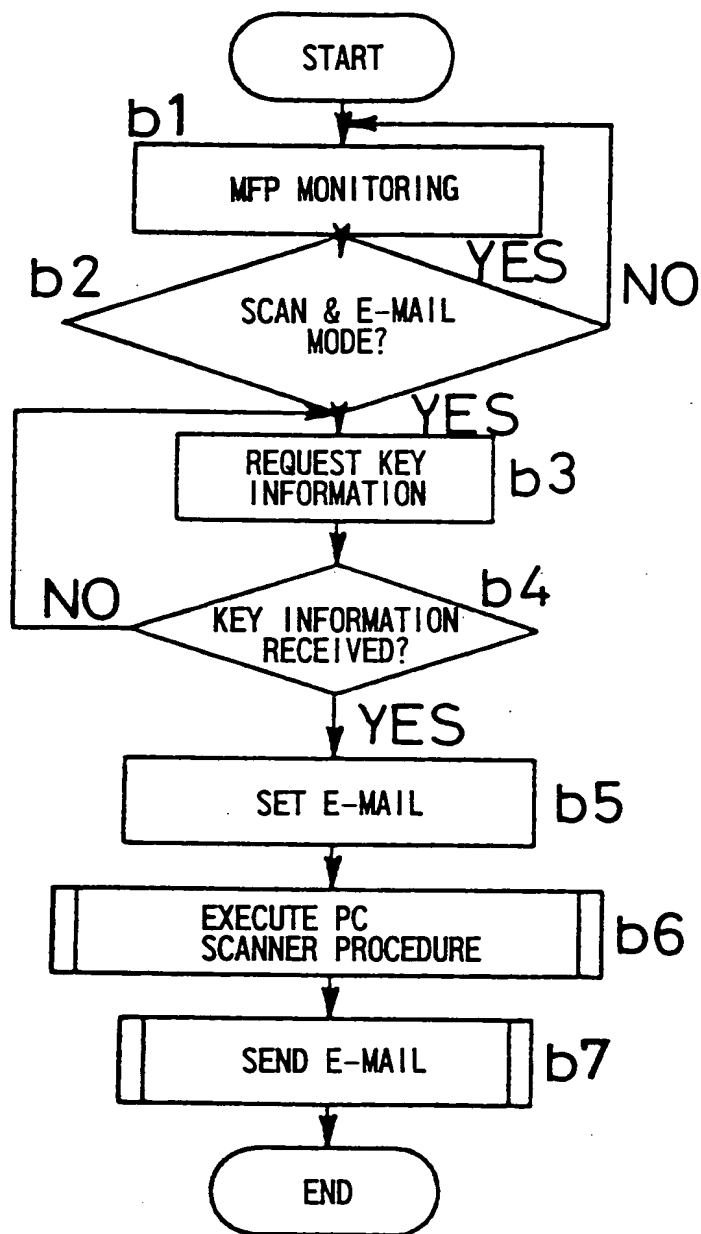 START
b1
MFP MONITORING
YES
b2
SCAN & E-MAIL
MODE?
NO
YES
REQUEST KEY
INFORMATION
b3
NO
b4
KEY INFORMATION
RECEIVED?
YES
SET E-MAIL
b5
EXECUTE PC
SCANNER PROCEDURE
b6
SEND E-MAIL
b7
END